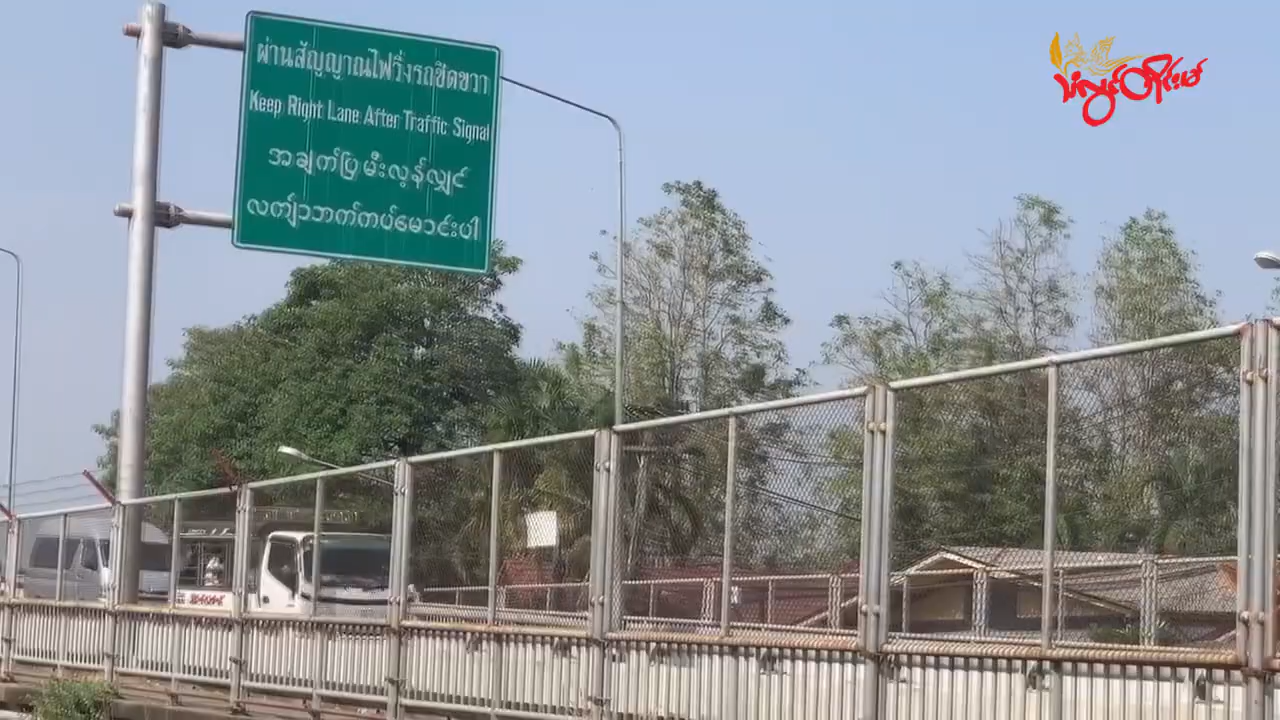 ผ่านสัญญาณไฟวิ่งรถชิดขวา
Keep Right Lane After Traffic Signal
အချက်ပြမီးလွန်လျှင်
လကျ်ာဘက်ကပ်မောင်းပါ